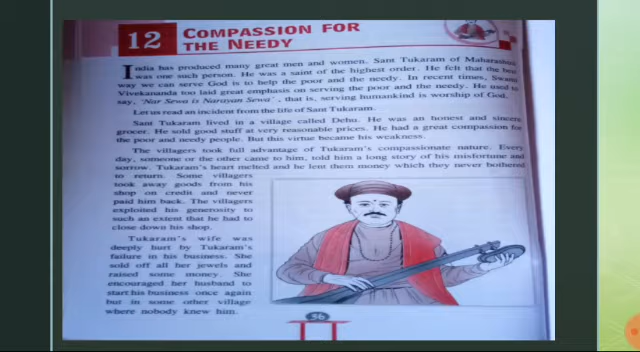 12
COMPASSION FOR
THE NEEDY
India has produced many great men and women. Sant Tukaram of Maharashtra
was one such person. He was a saint of the highest order. He felt that the best
way we can serve God is to help the poor and the needy. In recent times, Swami
Vivekananda too laid great emphasis on serving the poor and the needy. He used to
say, 'Nar Sewa is Narayan Sewa', that is, serving humankind is worship of God.
Let us read an incident from the life of Sant Tukaram.
Sant Tukaram lived in a village called Dehu. He was an honest and sincere
grocer. He sold good stuff at very reasonable prices. He had a great compassion for
the poor and needy people. But this virtue became his weakness.
The villagers took full advantage of Tukaram's compassionate nature. Every
day, someone or the other came to him, told him a long story of his misfortune and
sorrow. Tukaram's heart melted and he lent them money which they never bothered
to return. Some villagers
took away goods from his
shop on credit and never
paid him back. The villagers
exploited his generosity to
such an extent that he had to
close down his shop.
Tukaram's wife was
deeply hurt by Tukaram's
failure in his business. She
sold off all her jewels and
raised some money. She
encouraged her husband to
start his business once again
but in some other village
where nobody knew him.
56